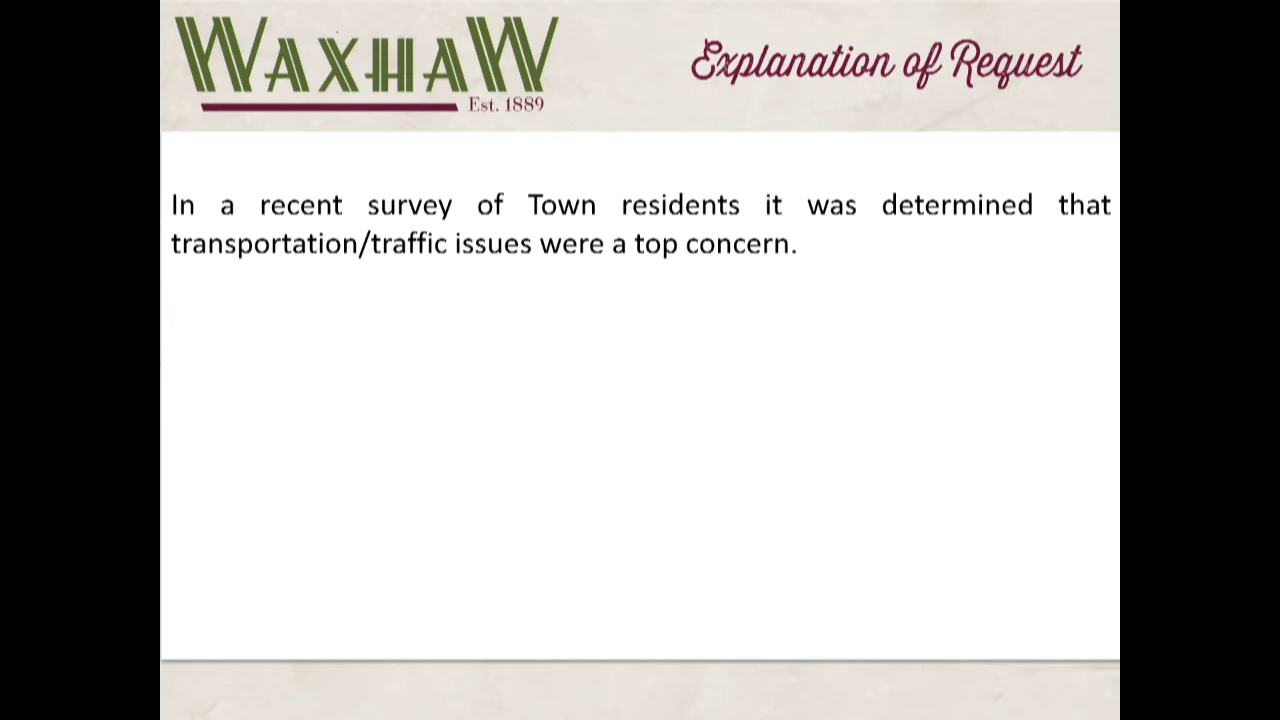 WAXHAW
Est. 1889
Explanation of Request
In a recent survey of Town residents it was determined that
transportation/traffic issues were a top concern.